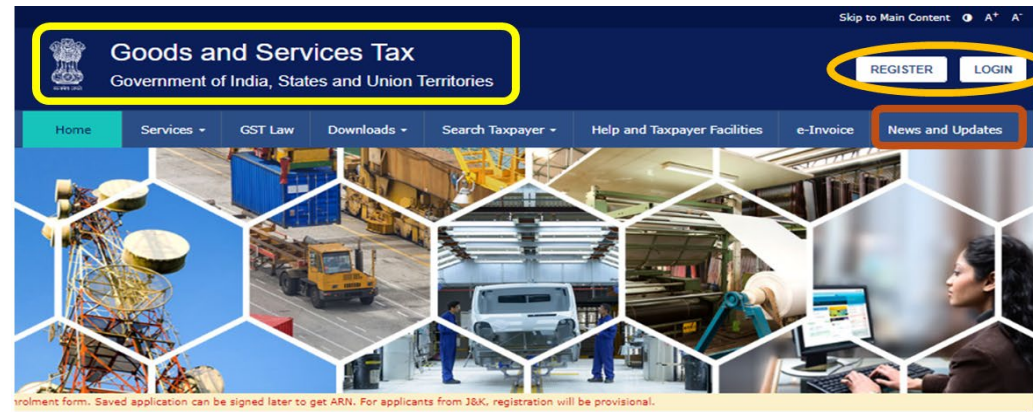 Skip to Main Content A+ A-
Goods and Services Tax
Government of India, States and Union Territories
REGISTER LOGIN
Home Services GST Law Downloads Search Taxpayer Help and Taxpayer Facilities e-Invoice News and Updates
form. Saved application can be signed later to get ARN. For applicants from J&K, registration will be provisional.